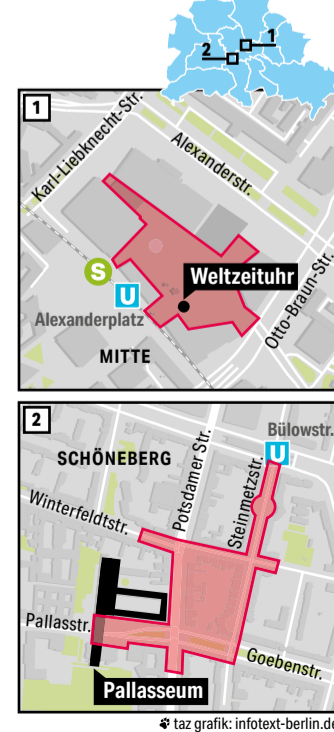 1
2
1
Karl-Liebknecht-Str.
Alexanderstr.
S
U
Weltzeituhr
Alexanderplatz
Otto-Braun-Str.
MITTE
2
Bülowstr.
U
SCHÖNEBERG
Potsdamer Str.
Steinmetzstr.
Winterfeldtstr.
Pallasstr.
Goebenstr.
Pallasseum
taz grafik: infotext-berlin.de